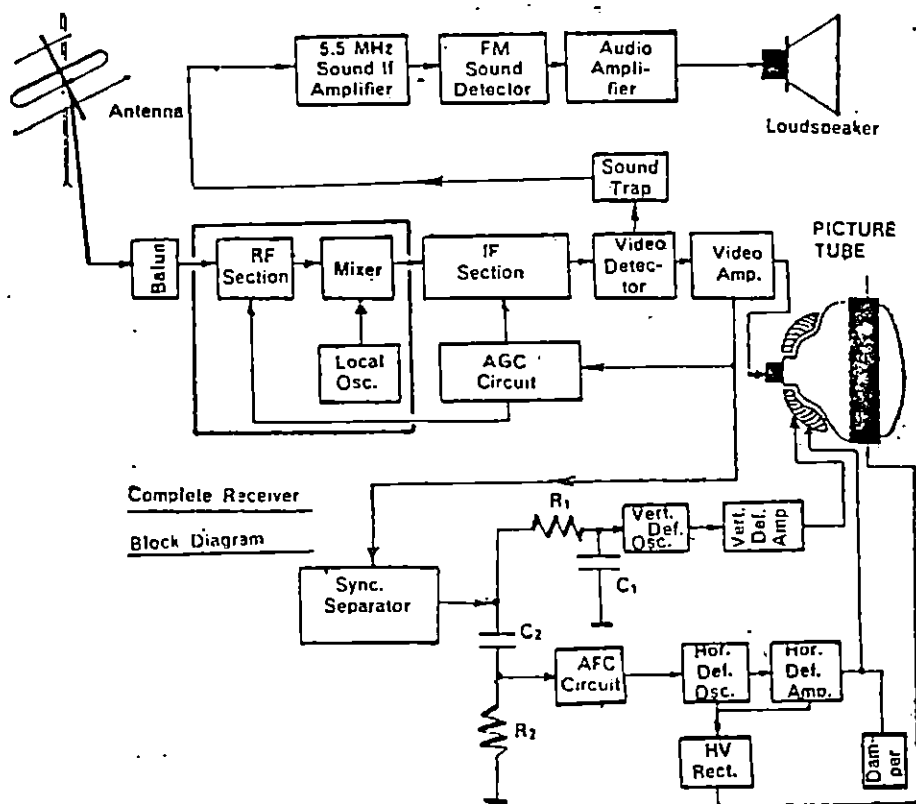 5.5 MHz
Sound If
Amplifier
FM
Sound
Detector
Audio
Ampli-
fier
Antenna
Loudspeaker
Sound
Trap
PICTURE
TUBE
Balun
RF
Section
Mixer
IF
Section
Video
Detec-
tor
Video
Amp.
Local
Osc.
AGC
Circuit
Complete Receiver
Block Diagram
R1
Vert.
Def.
Osc.
Vert.
Def.
Amp
Sync.
Separator
C1
C2
AFC
Circuit
Hor.
Def.
Osc.
Hor.
Def.
Amp.
R2
HV
Rect.
Dam-
per